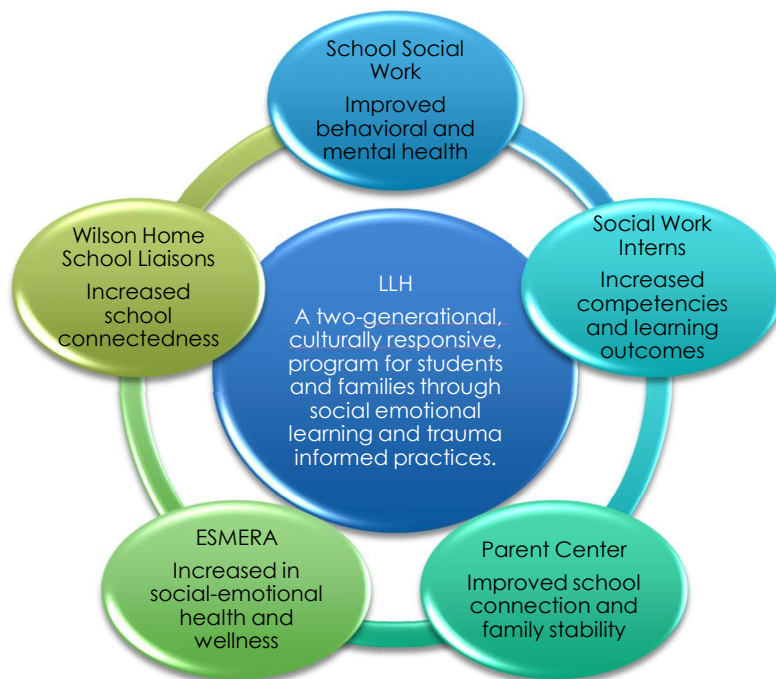 School Social
Work
Improved
behavioral and
mental health
Social Work
Interns
Increased
competencies
and learning
outcomes
Parent Center
Improved school
connection and
family stability
ESMERA
Increased in
social-emotional
health and
wellness
Wilson Home
School Liaisons
Increased
school
connectedness
LLH
A two-generational,
culturally responsive,
program for students
and families through
social emotional
learning and trauma
informed practices.